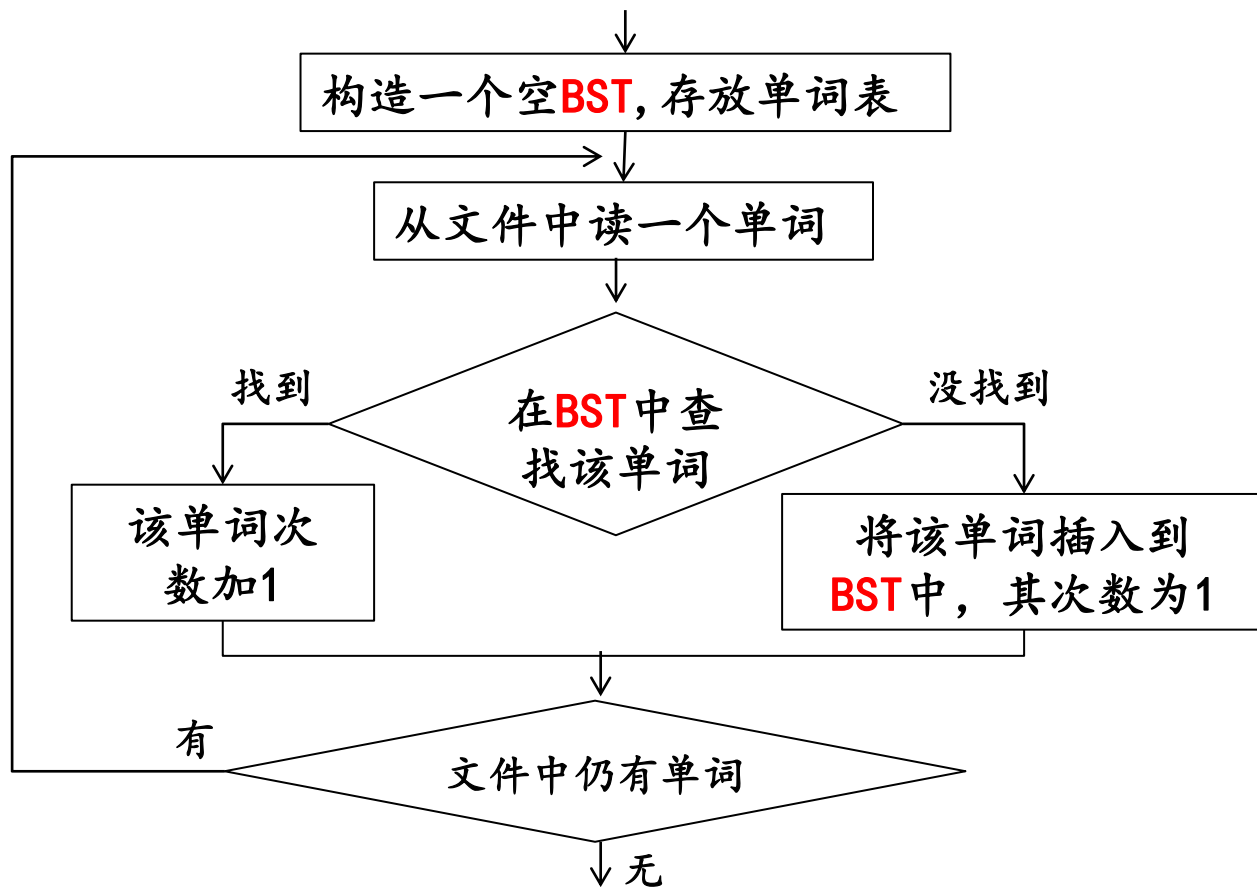 构造一个空BST,存放单词表
从文件中读一个单词
找到
没找到
在BST中查
找该单词
该单词次
数加1
将该单词插入到
BST中，其次数为1
有
文件中仍有单词
无